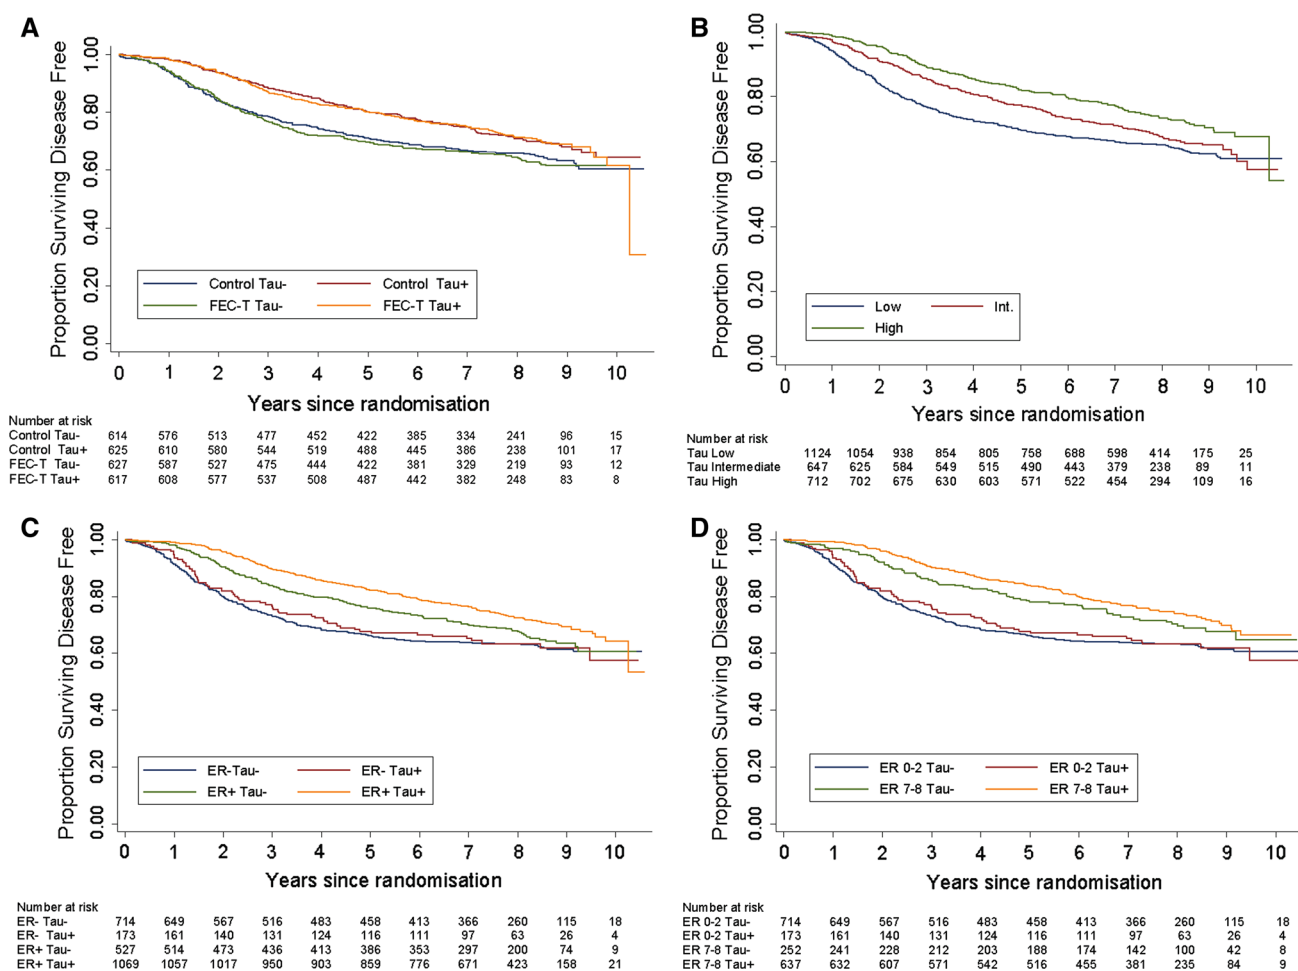 A
Proportion Surviving Disease Free
1.00
0.80
0.60
0.40
0.20
0.00
Control Tau- Control Tau+
FEC-T Tau- FEC-T Tau+
0 1 2 3 4 5 6 7 8 9 10
Years since randomisation
Number at risk
Control Tau- 614 576 513 477 452 422 385 334 241 96 15
Control Tau+ 625 610 580 544 519 488 445 386 238 101 17
FEC-T Tau- 627 587 527 475 444 422 381 329 219 93 12
FEC-T Tau+ 617 608 577 537 508 487 442 382 248 83 8
B
Proportion Surviving Disease Free
1.00
0.80
0.60
0.40
0.20
0.00
Low Int.
High
0 1 2 3 4 5 6 7 8 9 10
Years since randomisation
Number at risk
Tau Low 1124 1054 938 854 805 758 688 598 414 175 25
Tau Intermediate 647 625 584 549 515 490 443 379 238 89 11
Tau High 712 702 675 630 603 571 522 454 294 109 16
C
Proportion Surviving Disease Free
1.00
0.80
0.60
0.40
0.20
0.00
ER-Tau- ER- Tau+
ER+ Tau- ER+ Tau+
0 1 2 3 4 5 6 7 8 9 10
Years since randomisation
Number at risk
ER- Tau- 714 649 567 516 483 458 413 366 260 115 18
ER- Tau+ 173 161 140 131 124 116 111 97 63 26 4
ER+ Tau- 527 514 473 436 413 386 353 297 200 74 9
ER+ Tau+ 1069 1057 1017 950 903 859 776 671 423 158 21
D
Proportion Surviving Disease Free
1.00
0.80
0.60
0.40
0.20
0.00
ER 0-2 Tau- ER 0-2 Tau+
ER 7-8 Tau- ER 7-8 Tau+
0 1 2 3 4 5 6 7 8 9 10
Years since randomisation
Number at risk
ER 0-2 Tau- 714 649 567 516 483 458 413 366 260 115 18
ER 0-2 Tau+ 173 161 140 131 124 116 111 97 63 26 4
ER 7-8 Tau- 252 241 228 212 203 188 174 142 100 42 8
ER 7-8 Tau+ 637 632 607 571 542 516 455 381 235 84 9